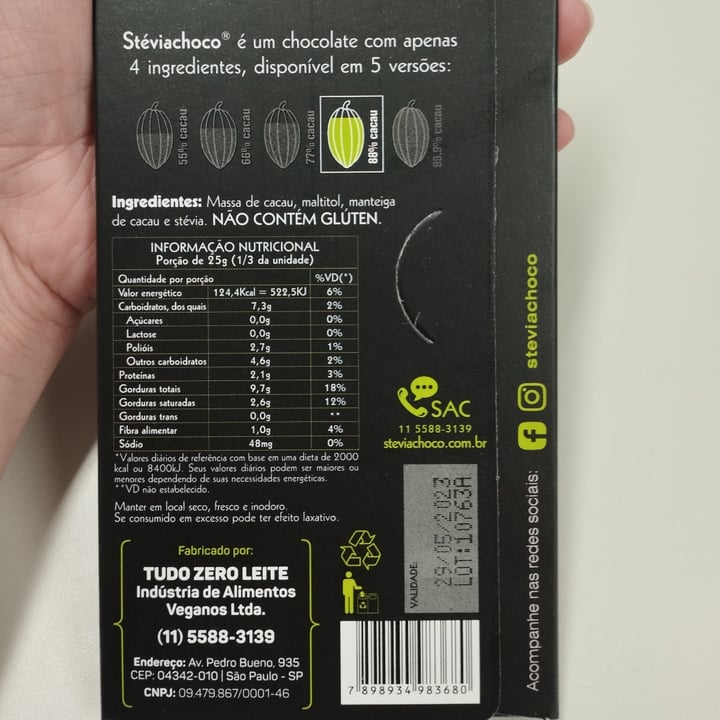 Stéviachoco® é um chocolate com apenas
4 ingredientes, disponível em 5 versões:
55% cacau
66% cacau
77% cacau
88% cacau
99,9% cacau
Ingredientes: Massa de cacau, maltitol, manteiga
de cacau e stévia. NÃO CONTÉM GLÚTEN.
INFORMAÇÃO NUTRICIONAL
Porção de 25g (1/3 da unidade)
Quantidade por porção %VD(*)
Valor energético 124,4Kcal = 522,5KJ 6%
Carboidratos, dos quais 7,3g 2%
Açúcares 0,0g 0%
Lactose 0,0g 0%
Polióis 2,7g 1%
Outros carboidratos 4,6g 2%
Proteínas 2,1g 3%
Gorduras totais 9,7g 18%
Gorduras saturadas 2,6g 12%
Gorduras trans 0,0g **
Fibra alimentar 1,0g 4%
Sódio 48mg 0%
*Valores diários de referência com base em uma dieta de 2000
kcal ou 8400kJ. Seus valores diários podem ser maiores ou
menores dependendo de suas necessidades energéticas.
**VD não estabelecido.
Manter em local seco, fresco e inodoro.
Se consumido em excesso pode ter efeito laxativo.
Fabricado por:
TUDO ZERO LEITE
Indústria de Alimentos
Veganos Ltda.
(11) 5588-3139
Endereço: Av. Pedro Bueno, 935
CEP: 04342-010 | São Paulo - SP
CNPJ: 09.479.867/0001-46
SAC
11 5588-3139
steviachoco.com.br
VALIDADE:
29/05/2023
LOT:10763A
7 898934 983680
Acompanhe nas redes sociais:
steviachoco